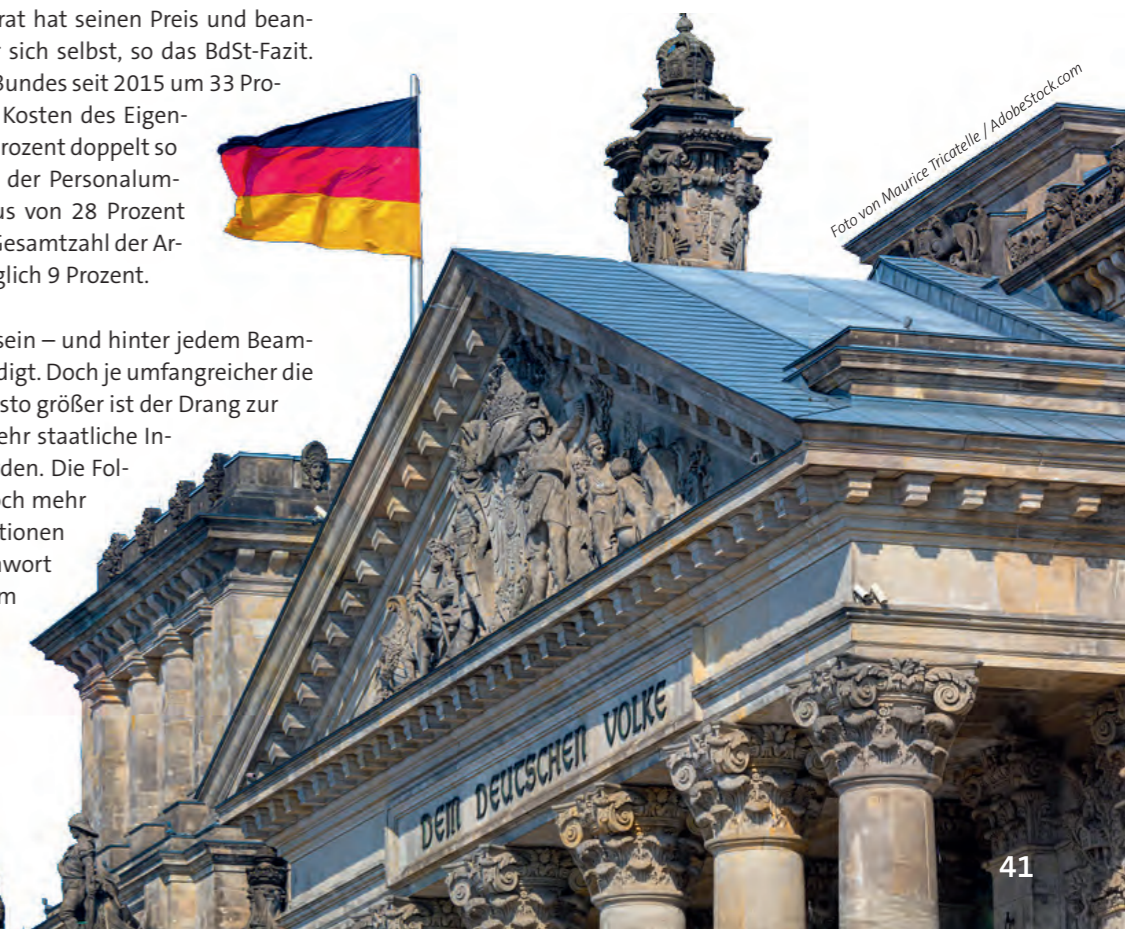 rat hat seinen Preis und bean-
sich selbst, so das BdSt-Fazit.
Bundes seit 2015 um 33 Pro-
Kosten des Eigen-
rozent doppelt so
der Personalum-
us von 28 Prozent
Gesamtzahl der Ar-
glich 9 Prozent.
sein – und hinter jedem Beam-
digt. Doch je umfangreicher die
sto größer ist der Drang zur
ehr staatliche In-
den. Die Fol-
och mehr
tionen
nwort
m
Foto von Maurice Tricatelle / AdobeStock.com
DEM DEUTSCHEN VOLKE
41